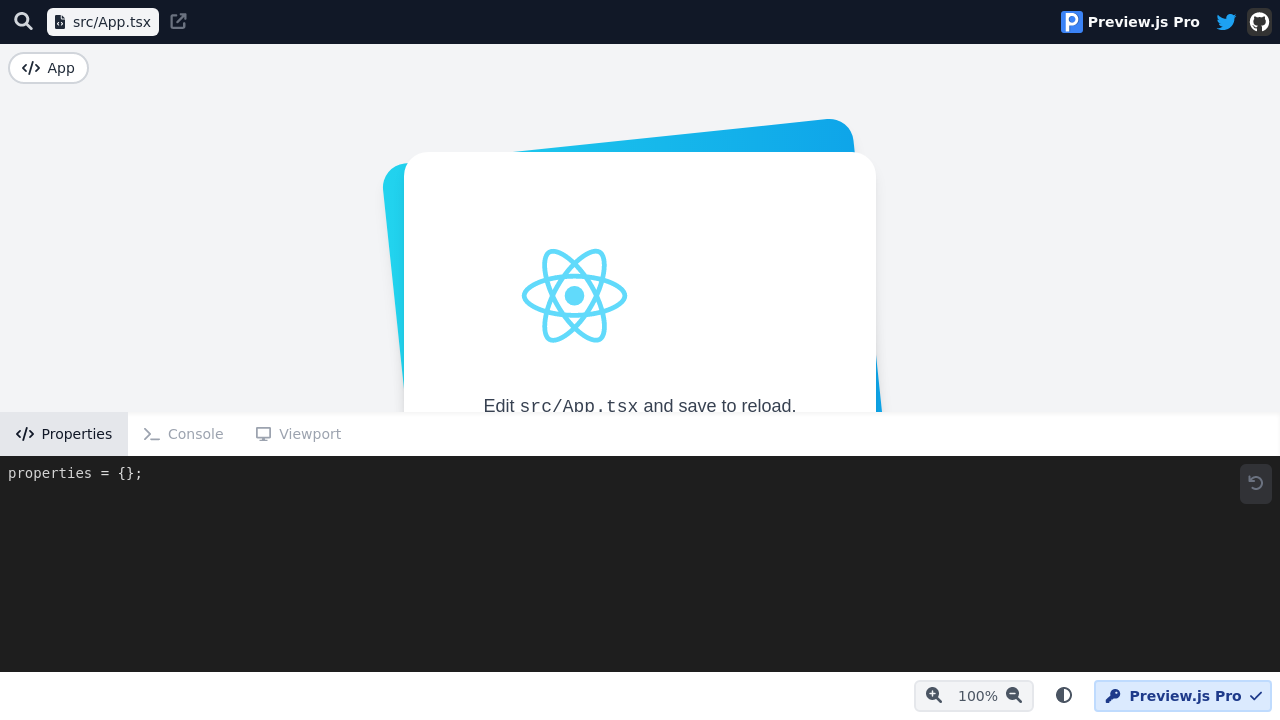 src/App.tsx
Preview.js Pro
App
Edit src/App.tsx and save to reload.
Properties
Console
Viewport
properties = {};
100%
Preview.js Pro